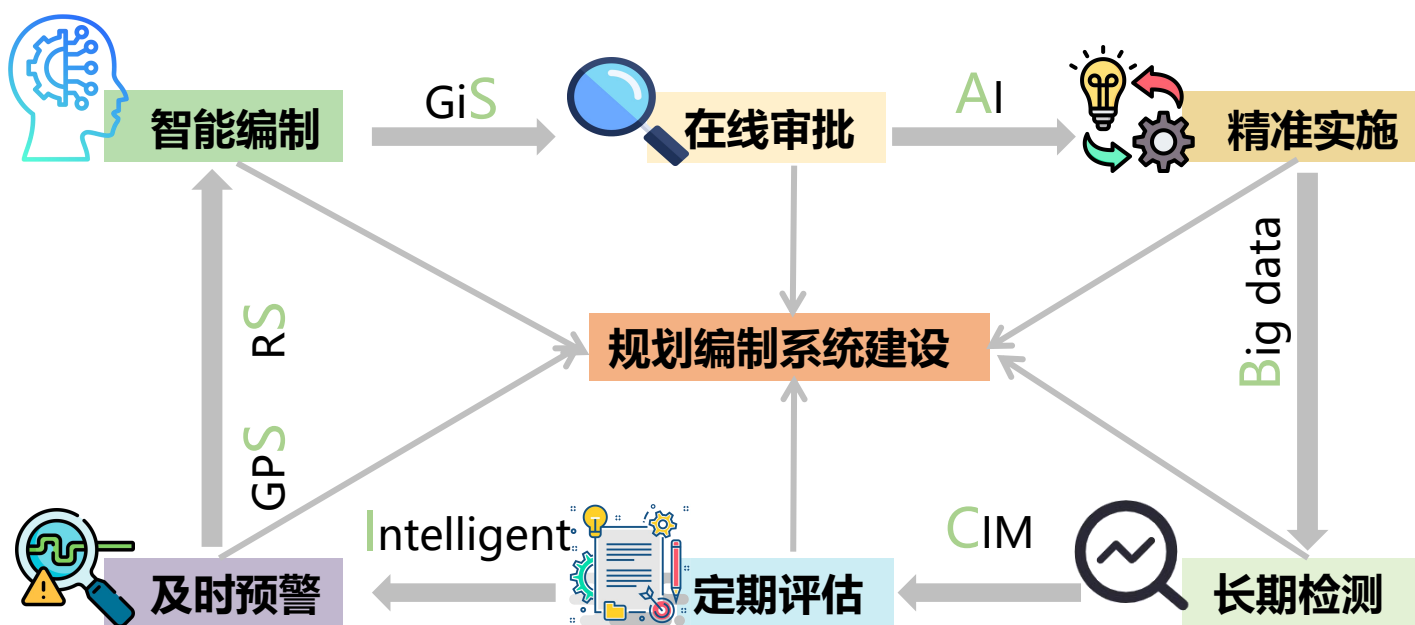 智能编制
GiS
在线审批
AI
精准实施
RS
Big data
规划编制系统建设
GPS
Intelligent
CIM
及时预警
定期评估
长期检测